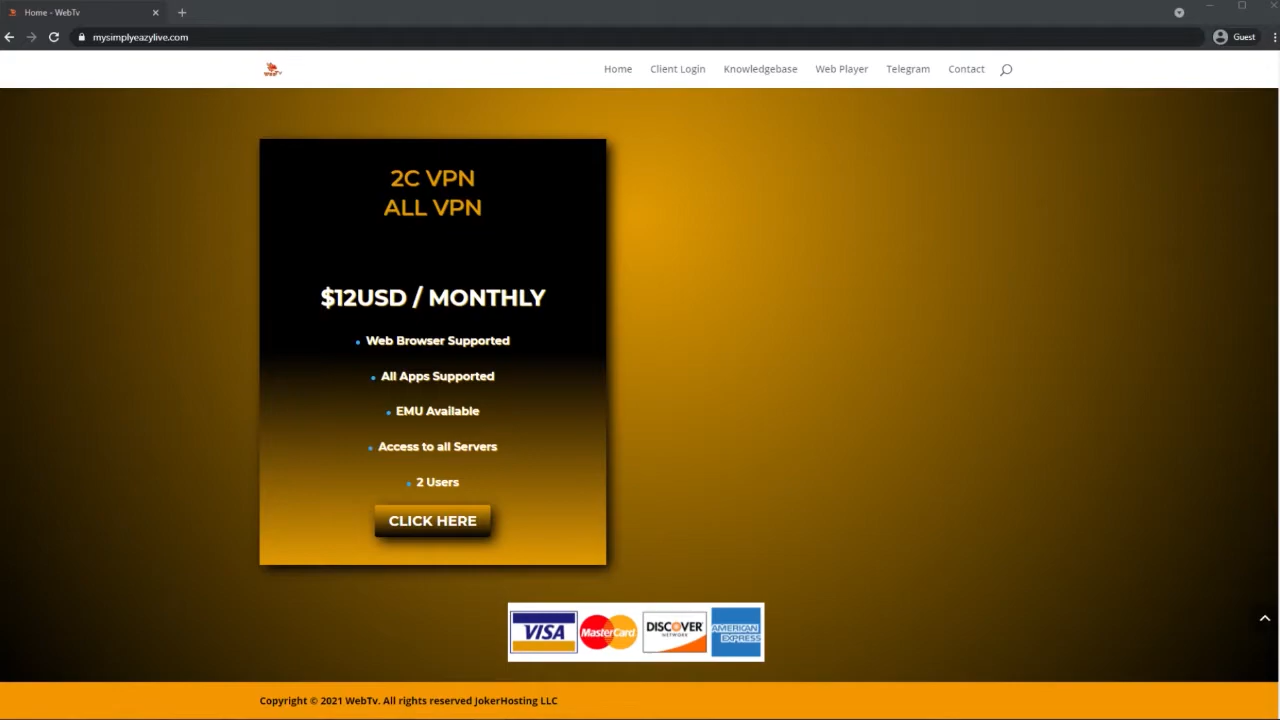 Home - WebTv
mysimplyeazylive.com
Guest
Home
Client Login
Knowledgebase
Web Player
Telegram
Contact
2C VPN
ALL VPN
$12USD / MONTHLY
Web Browser Supported
All Apps Supported
EMU Available
Access to all Servers
2 Users
CLICK HERE
VISA
MasterCard
DISCOVER
NETWORK
AMERICAN
EXPRESS
Copyright © 2021 WebTv. All rights reserved JokerHosting LLC